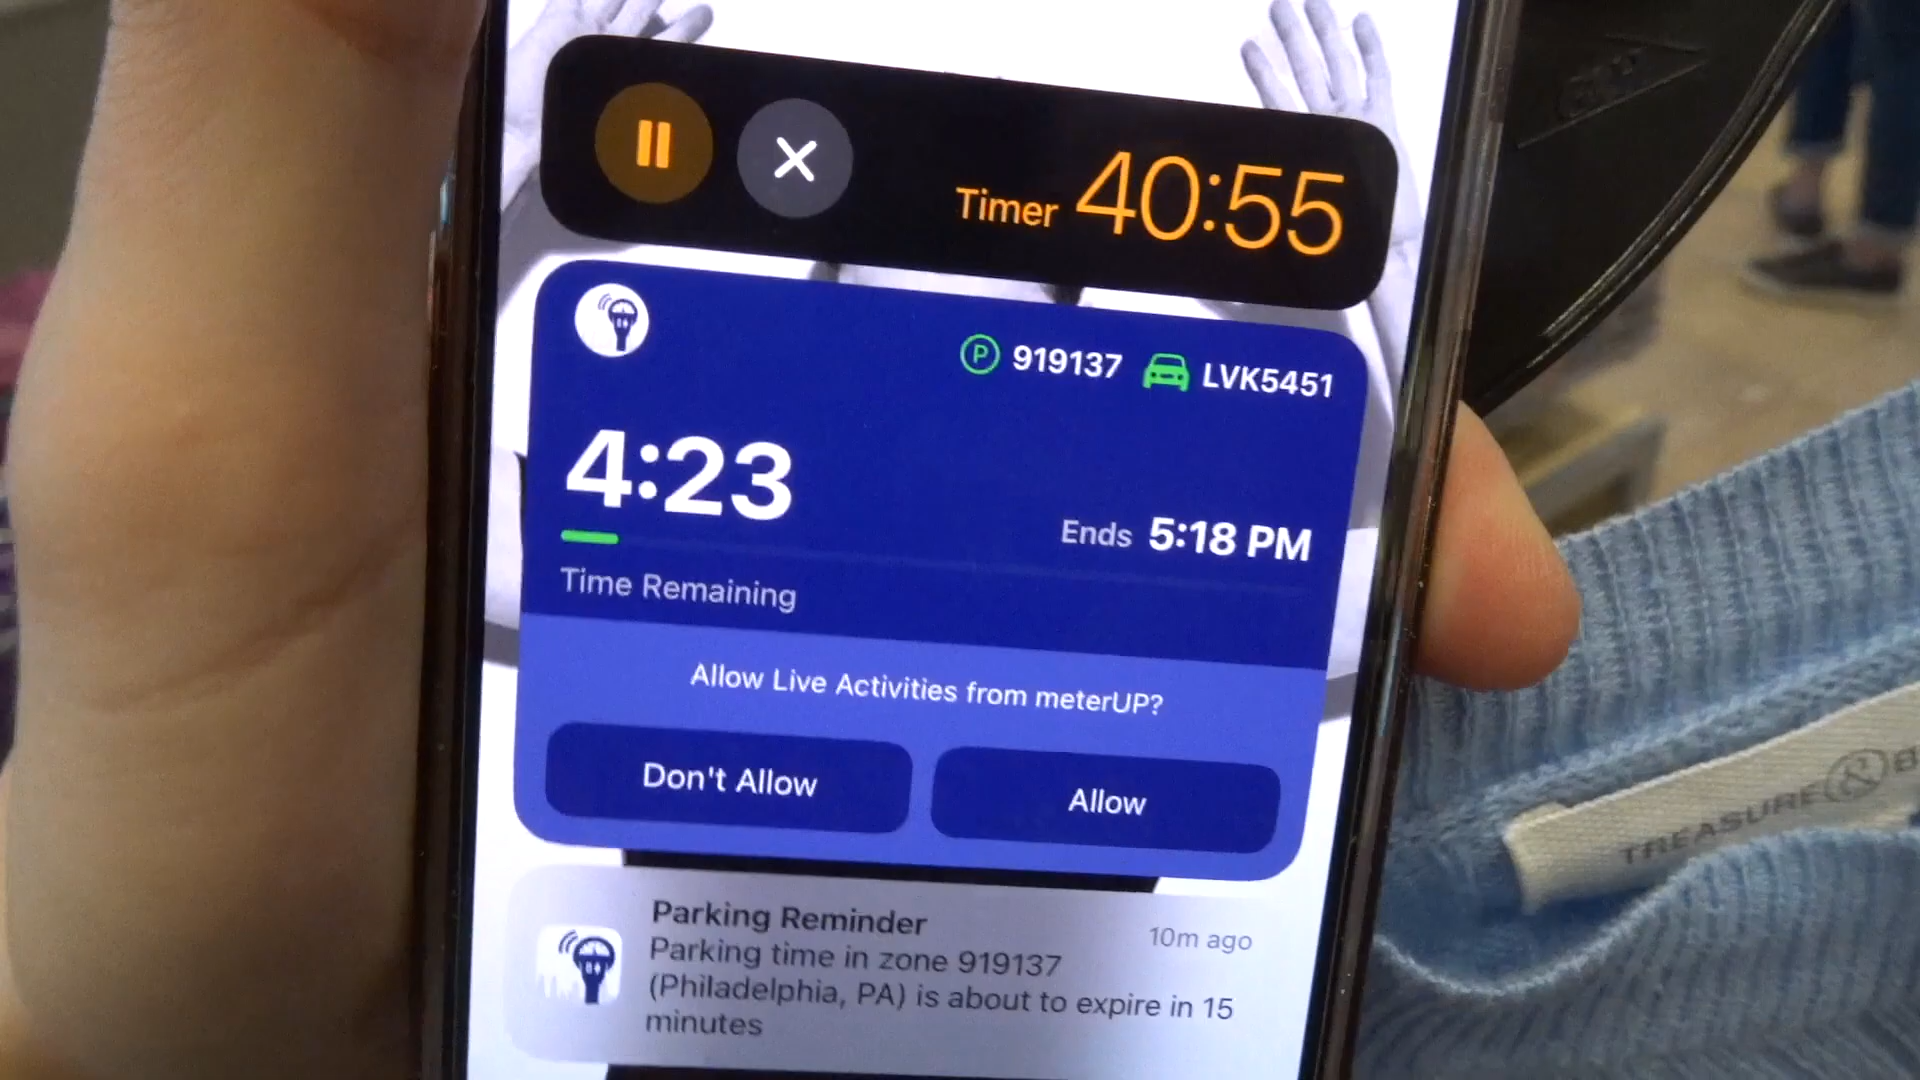 Timer 40:55
P 919137 LVK5451
4:23
Ends 5:18 PM
Time Remaining
Allow Live Activities from meterUP?
Don't Allow
Allow
Parking Reminder
10m ago
Parking time in zone 919137
(Philadelphia, PA) is about to expire in 15
minutes
TREASURE & B